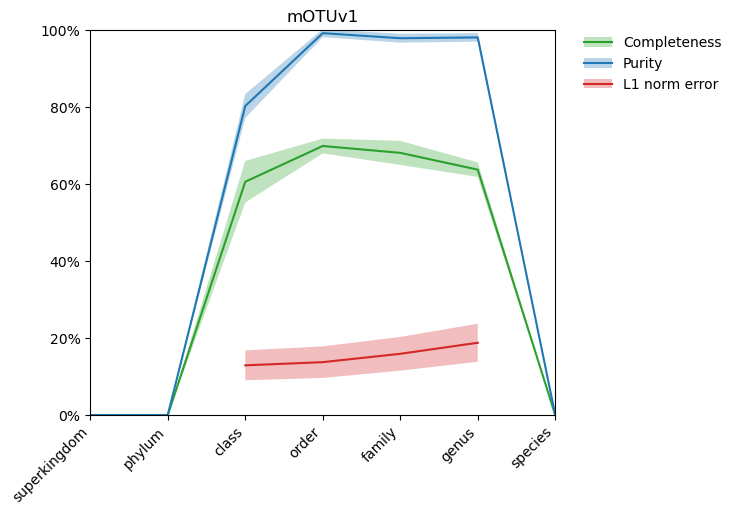 mOTUv1
100%
80%
60%
40%
20%
0%
superkingdom
phylum
class
order
family
genus
species
Completeness
Purity
L1 norm error